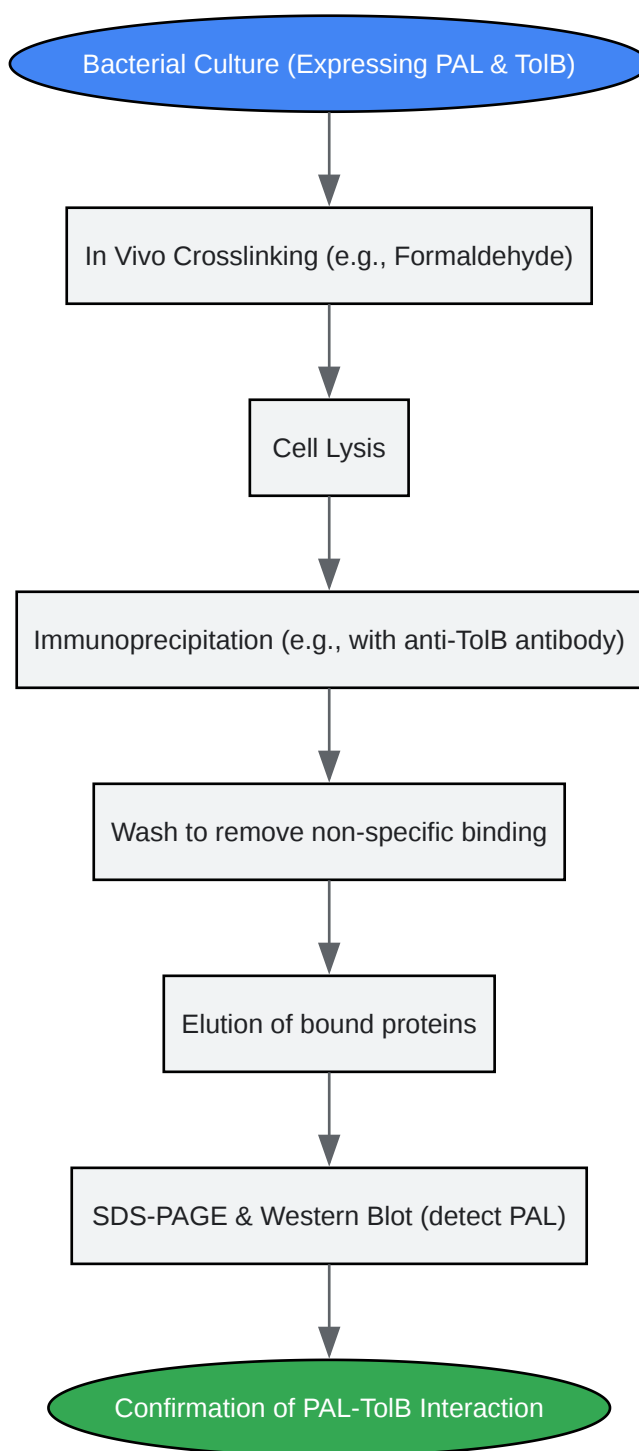 Bacterial Culture (Expressing PAL & TolB)
In Vivo Crosslinking (e.g., Formaldehyde)
Cell Lysis
Immunoprecipitation (e.g., with anti-TolB antibody)
Wash to remove non-specific binding
Elution of bound proteins
SDS-PAGE & Western Blot (detect PAL)
Confirmation of PAL-TolB Interaction